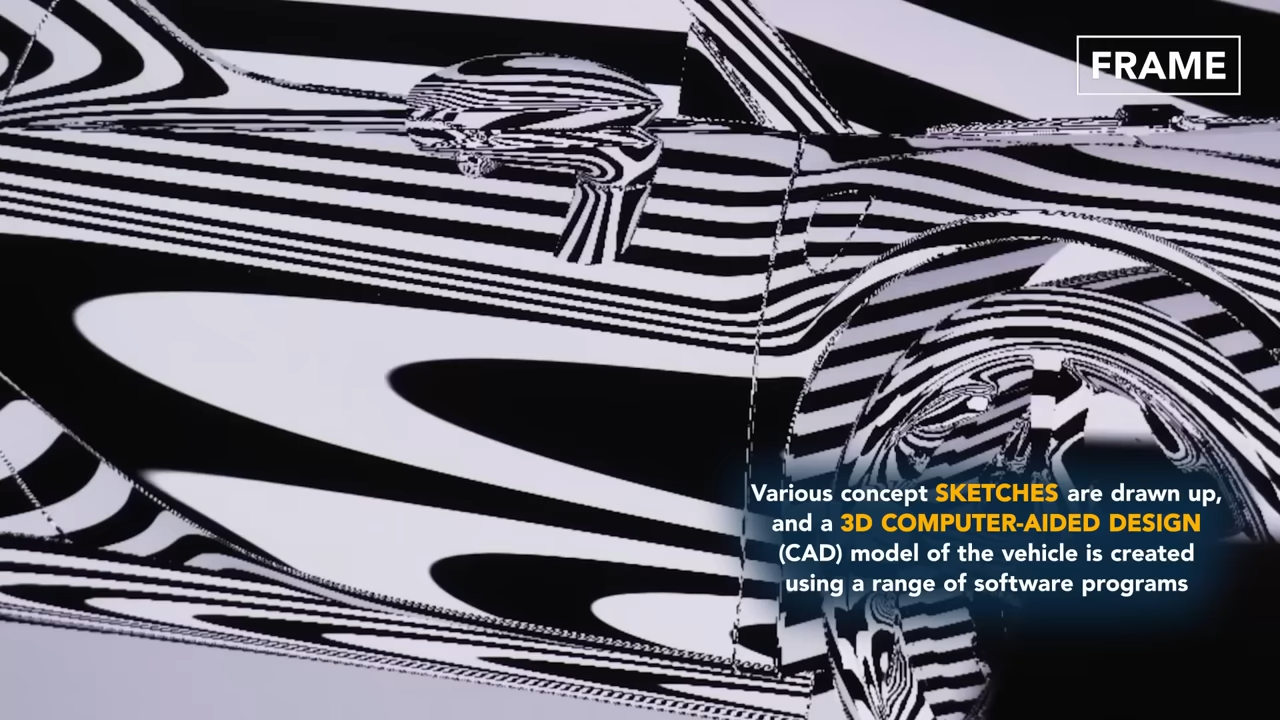 FRAME
Various concept SKETCHES are drawn up,
and a 3D COMPUTER-AIDED DESIGN
(CAD) model of the vehicle is created
using a range of software programs